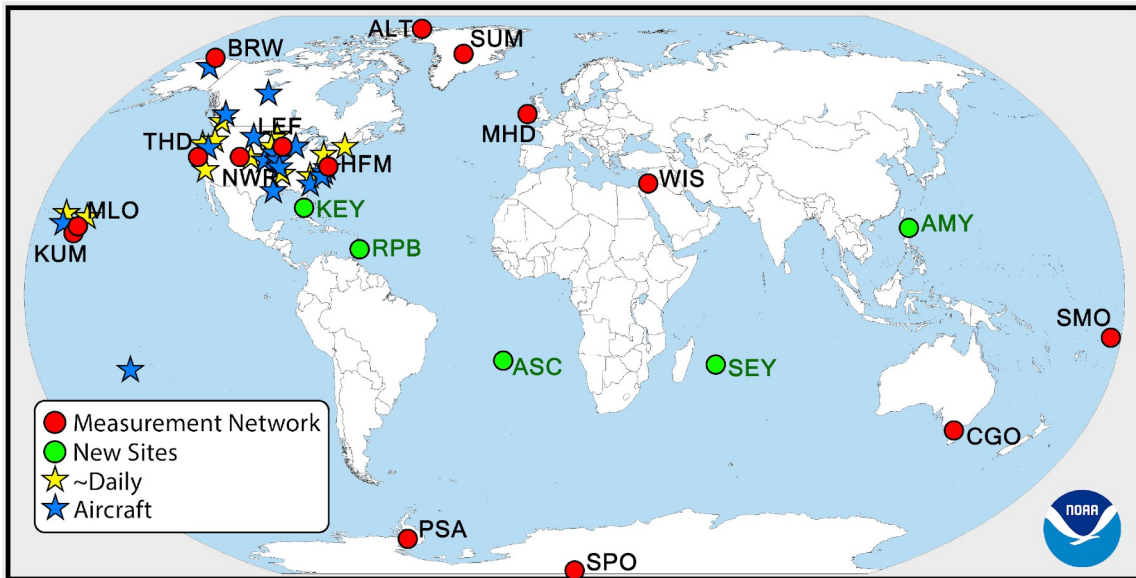 ALT
SUM
BRW
THD
LEF
MHD
NWR
HFM
WIS
MLO
KEY
KUM
RPB
AMY
SMO
ASC
SEY
CGO
Measurement Network
New Sites
~Daily
Aircraft
PSA
SPO
NOAA